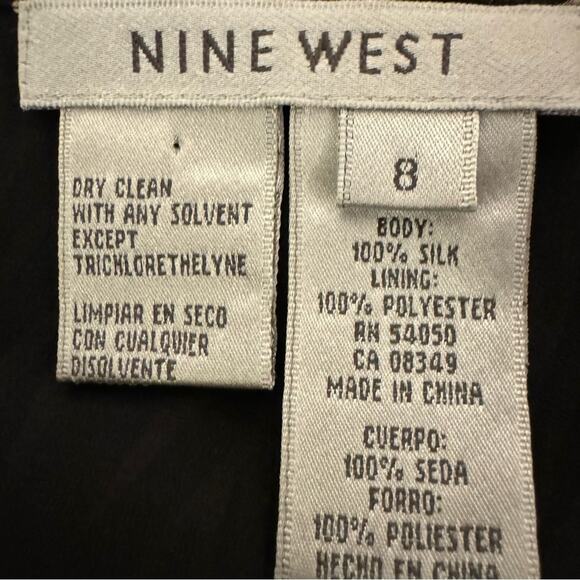 NINE WEST
DRY CLEAN
WITH ANY SOLVENT
EXCEPT
TRICHLORETHELYNE
LIMPIAR EN SECO
CON CUALQUIER
DISOLVENTE
8
BODY:
100% SILK
LINING:
100% POLYESTER
RN 54050
CA 08349
MADE IN CHINA
CUERPO:
100% SEDA
FORRO:
100% POLIESTER
HECHO EN CHINA